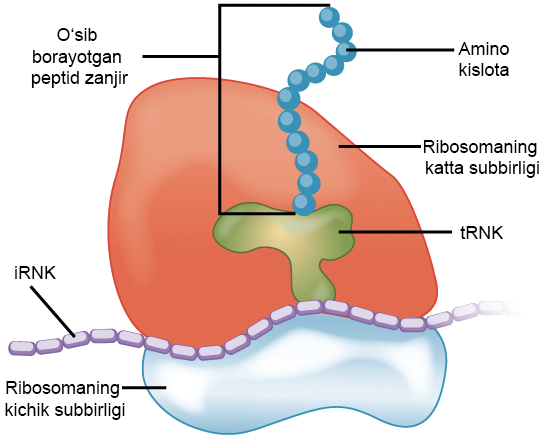 O‘sib
borayotgan
peptid zanjir
Amino
kislota
Ribosomaning
katta subbirligi
tRNK
iRNK
Ribosomaning
kichik subbirligi